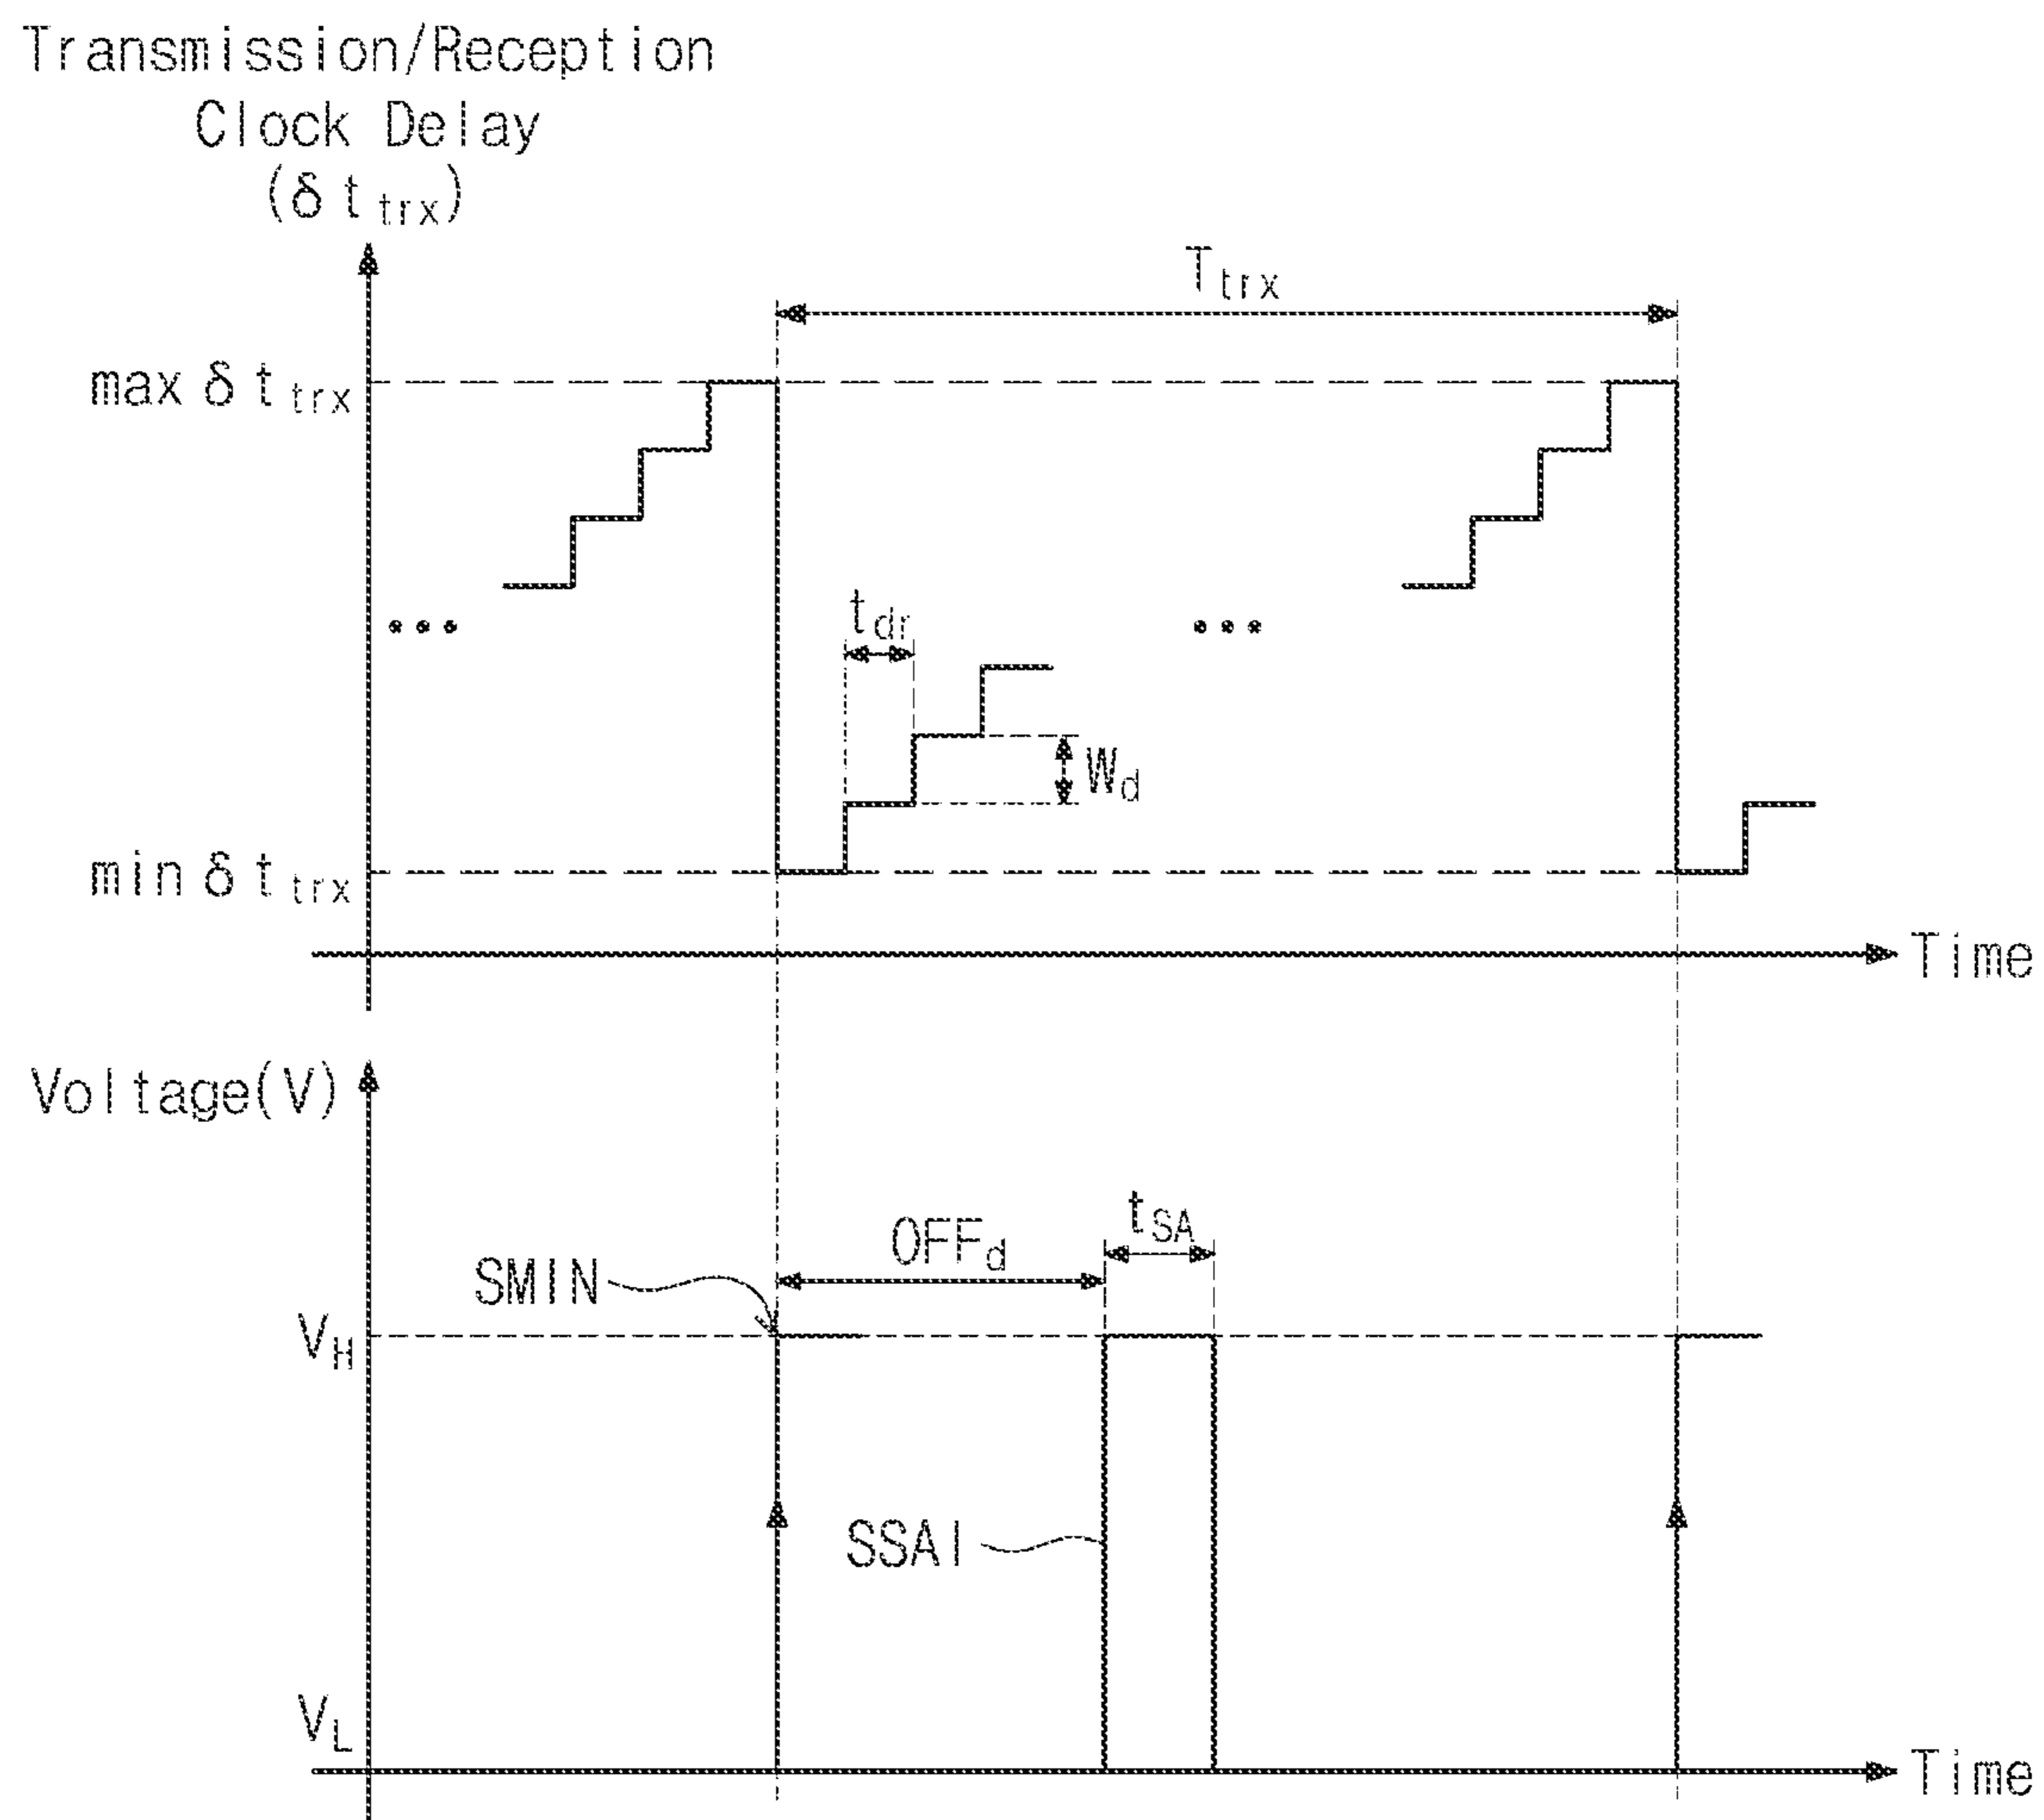 Transmission/Reception
Clock Delay
(δt_trx)
T_trx
max δt_trx
t_dr
W_d
min δt_trx
Time
Voltage(V)
t_SA
OFF_d
SMIN
V_H
SSAI
V_L
Time